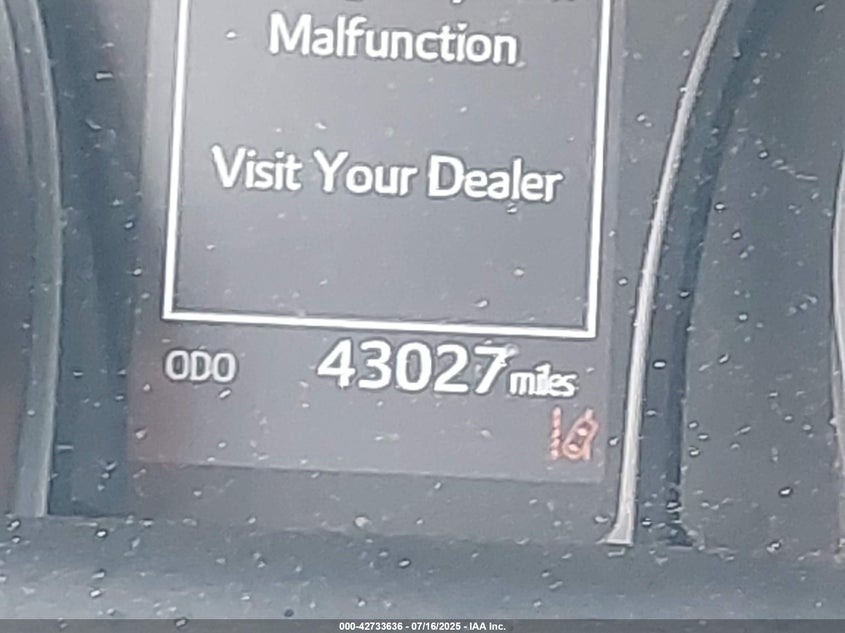 Malfunction
Visit Your Dealer
ODO 43027 miles
000-42733636 - 07/16/2025 - IAA Inc.